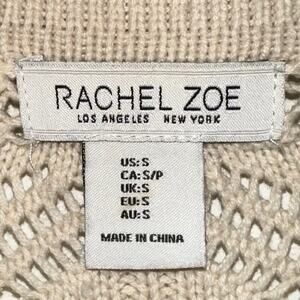 RACHEL ZOE
LOS ANGELES NEW YORK
US: S
CA: S/P
UK: S
EU: S
AU: S
MADE IN CHINA